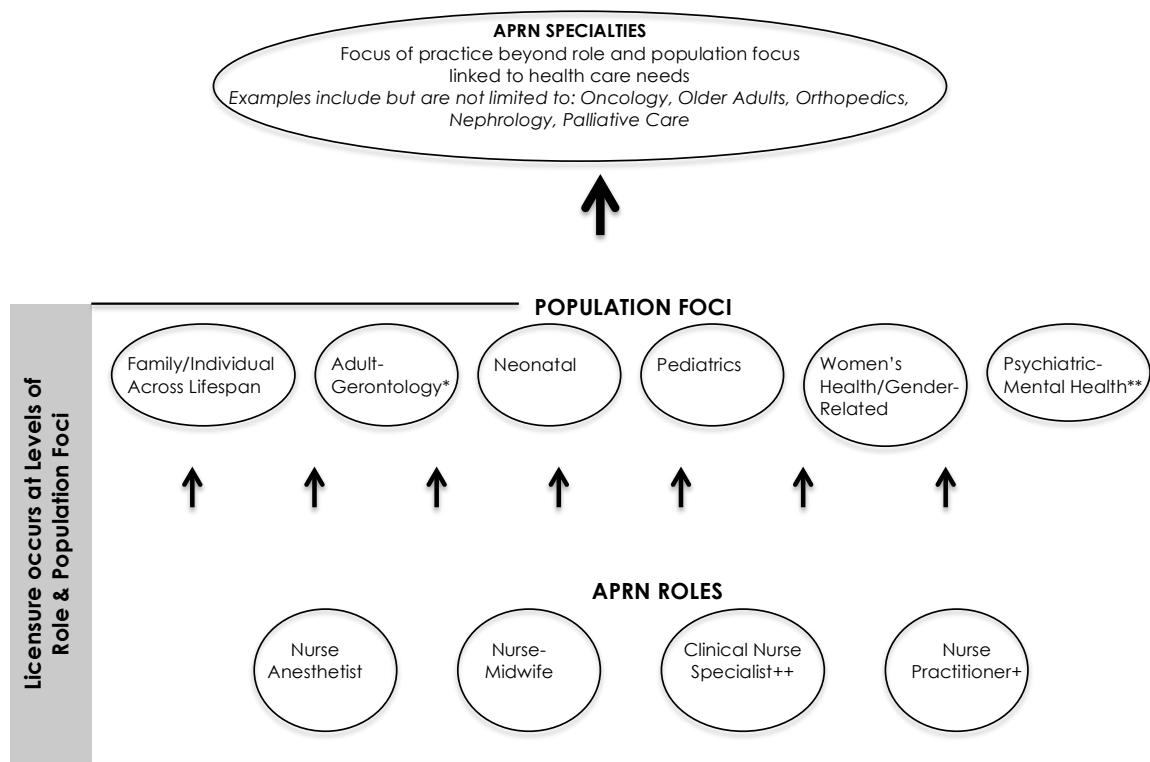 APRN SPECIALTIES
Focus of practice beyond role and population focus
linked to health care needs
Examples include but are not limited to: Oncology, Older Adults, Orthopedics,
Nephrology, Palliative Care
POPULATION FOCI
Family/Individual
Across Lifespan
Adult-
Gerontology*
Neonatal
Pediatrics
Women's
Health/Gender-
Related
Psychiatric-
Mental Health**
Licensure occurs at Levels of
Role & Population Foci
APRN ROLES
Nurse
Anesthetist
Nurse-
Midwife
Clinical Nurse
Specialist++
Nurse
Practitioner+